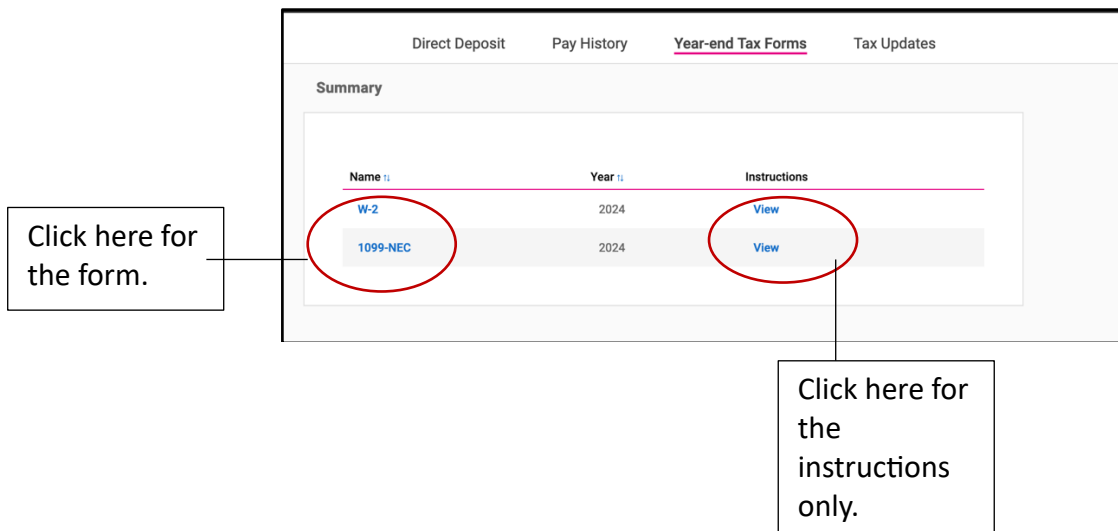 Direct Deposit Pay History Year-end Tax Forms Tax Updates
Summary
Name ↑↓ Year ↑↓ Instructions
W-2 2024 View
1099-NEC 2024 View
Click here for
the form.
Click here for
the
instructions
only.